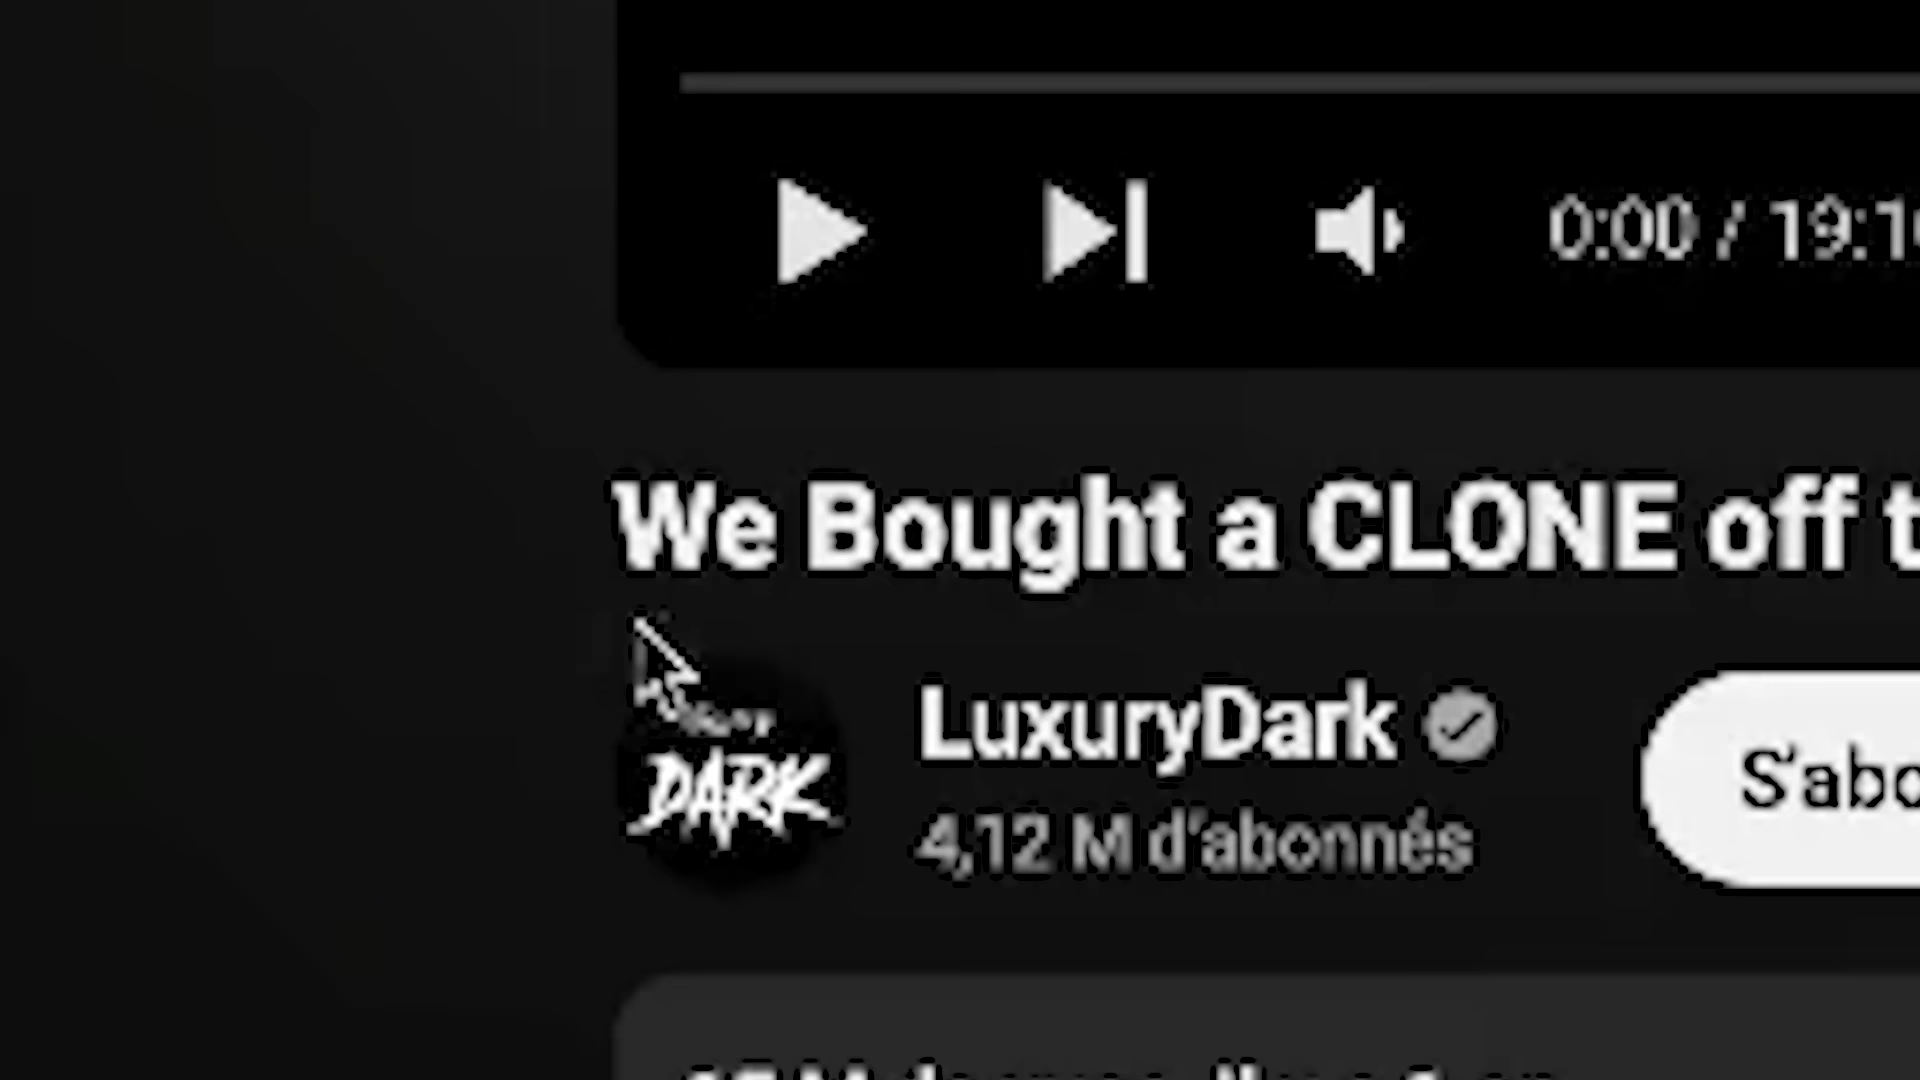 0:00 / 19:1
We Bought a CLONE off t
LuxuryDark
DARK
4,12 M d'abonnés
S'abo